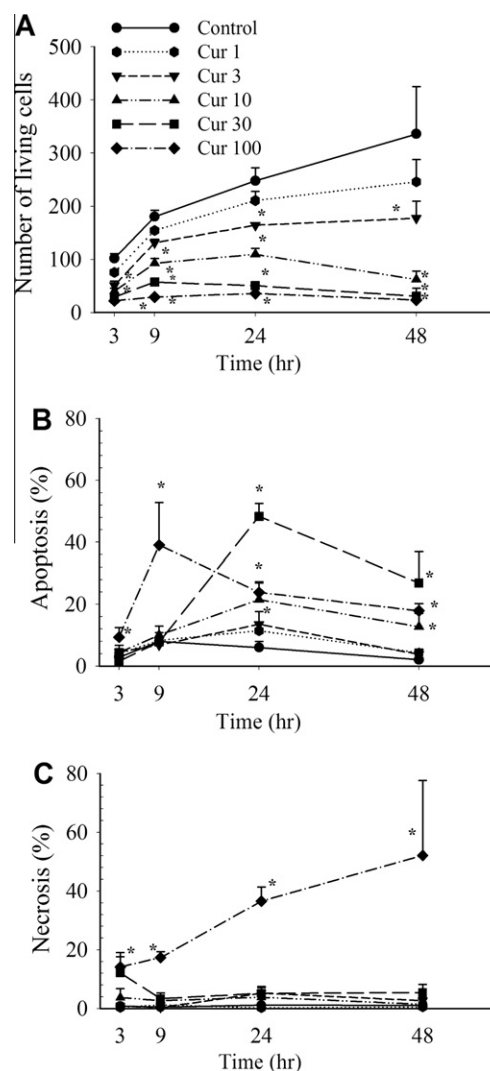 A
Number of living cells
500
400
300
200
100
0
Control
Cur 1
Cur 3
Cur 10
Cur 30
Cur 100
* * * * * * * * * * * * * * * *
3 9 24 48
Time (hr)
B
Apoptosis (%)
80
60
40
20
0
* * * * * * * *
3 9 24 48
Time (hr)
C
Necrosis (%)
80
60
40
20
0
* * * *
3 9 24 48
Time (hr)